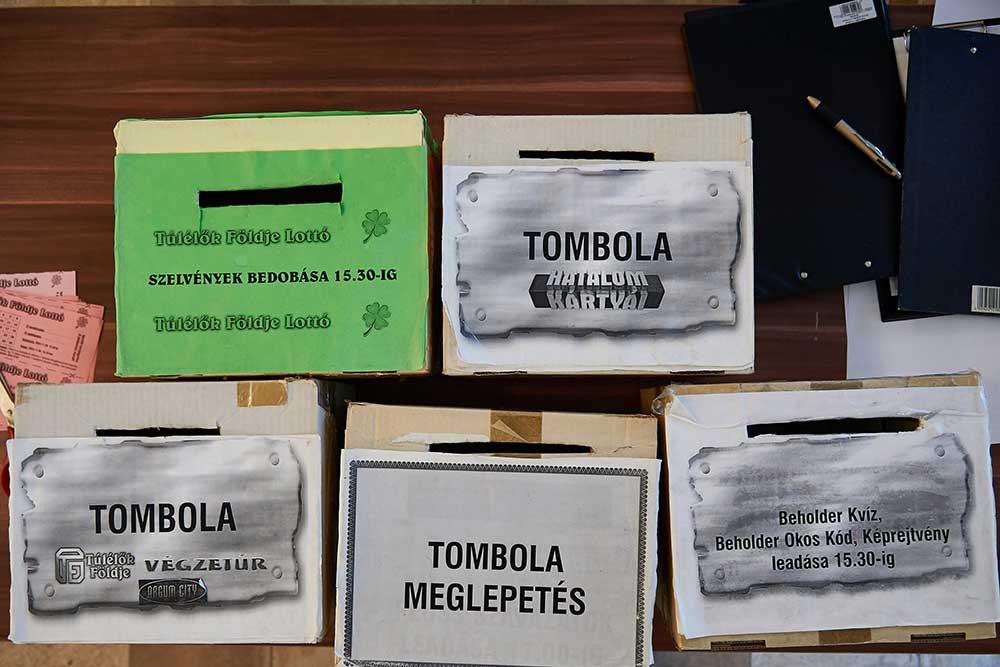 Túlélők Földje Lottó
SZELVÉNYEK BEDOBÁSA 15.30-IG
Túlélők Földje Lottó
TOMBOLA
HATALOM
KÁRTYÁI
TOMBOLA
Túlélők
Földje
VÉGZETÚR
ARGUM CITY
TOMBOLA
MEGLEPETÉS
Beholder Kvíz,
Beholder Okos Kód, Képrejtvény
leadása 15.30-ig